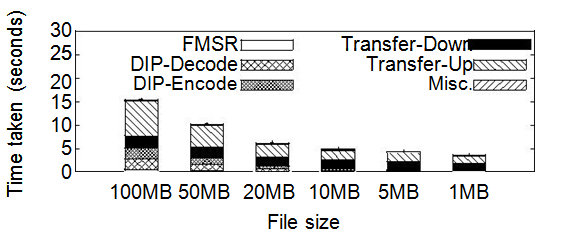 Time taken (seconds)
30
25
20
15
10
5
0
FMSR
DIP-Decode
DIP-Encode
Transfer-Down
Transfer-Up
Misc.
100MB 50MB 20MB 10MB 5MB 1MB
File size